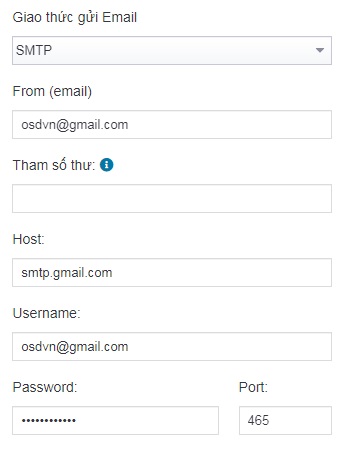 Giao thức gửi Email
SMTP
From (email)
osdvn@gmail.com
Tham số thư:
Host:
smtp.gmail.com
Username:
osdvn@gmail.com
Password: Port:
•••••••••••• 465